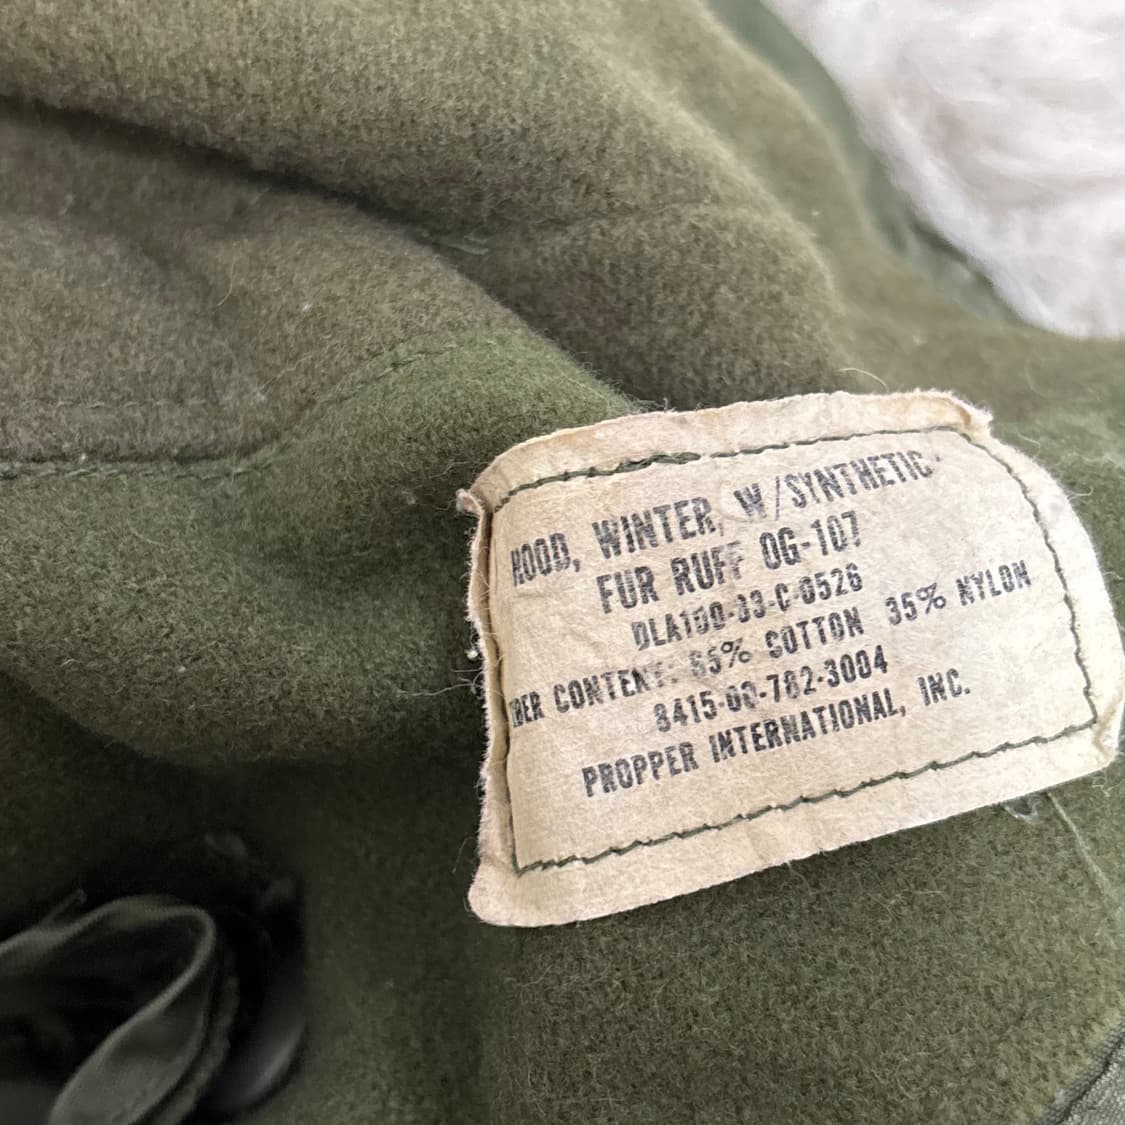 HOOD, WINTER, W/SYNTHETIC
FUR RUFF OG-107
DLA100-83-C-0526
BER CONTENT: 65% COTTON 35% NYLON
8415-00-782-3004
PROPPER INTERNATIONAL, INC.